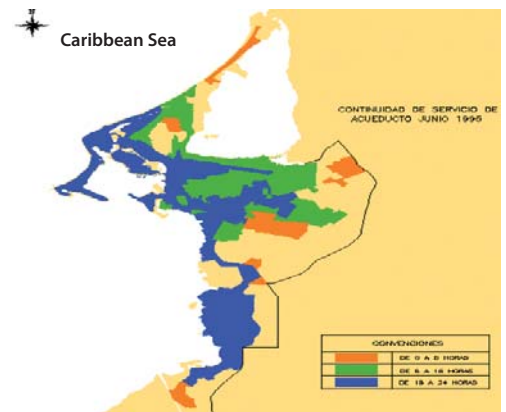 Caribbean Sea
CONTINUIDAD DE SERVICIO DE
ACUEDUCTO JUNIO 1995
CONVENCIONES
DE 0 A 6 HORAS
DE 6 A 18 HORAS
DE 18 A 24 HORAS